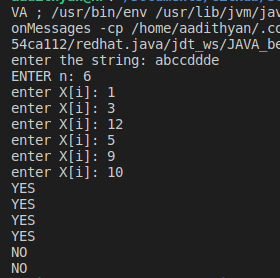 VA ; /usr/bin/env /usr/lib/jvm/jav
onMessages -cp /home/aadithyan/.co
54ca112/redhat.java/jdt_ws/JAVA_be
enter the string: abccddde
ENTER n: 6
enter X[i]: 1
enter X[i]: 3
enter X[i]: 12
enter X[i]: 5
enter X[i]: 9
enter X[i]: 10
YES
YES
YES
YES
NO
NO